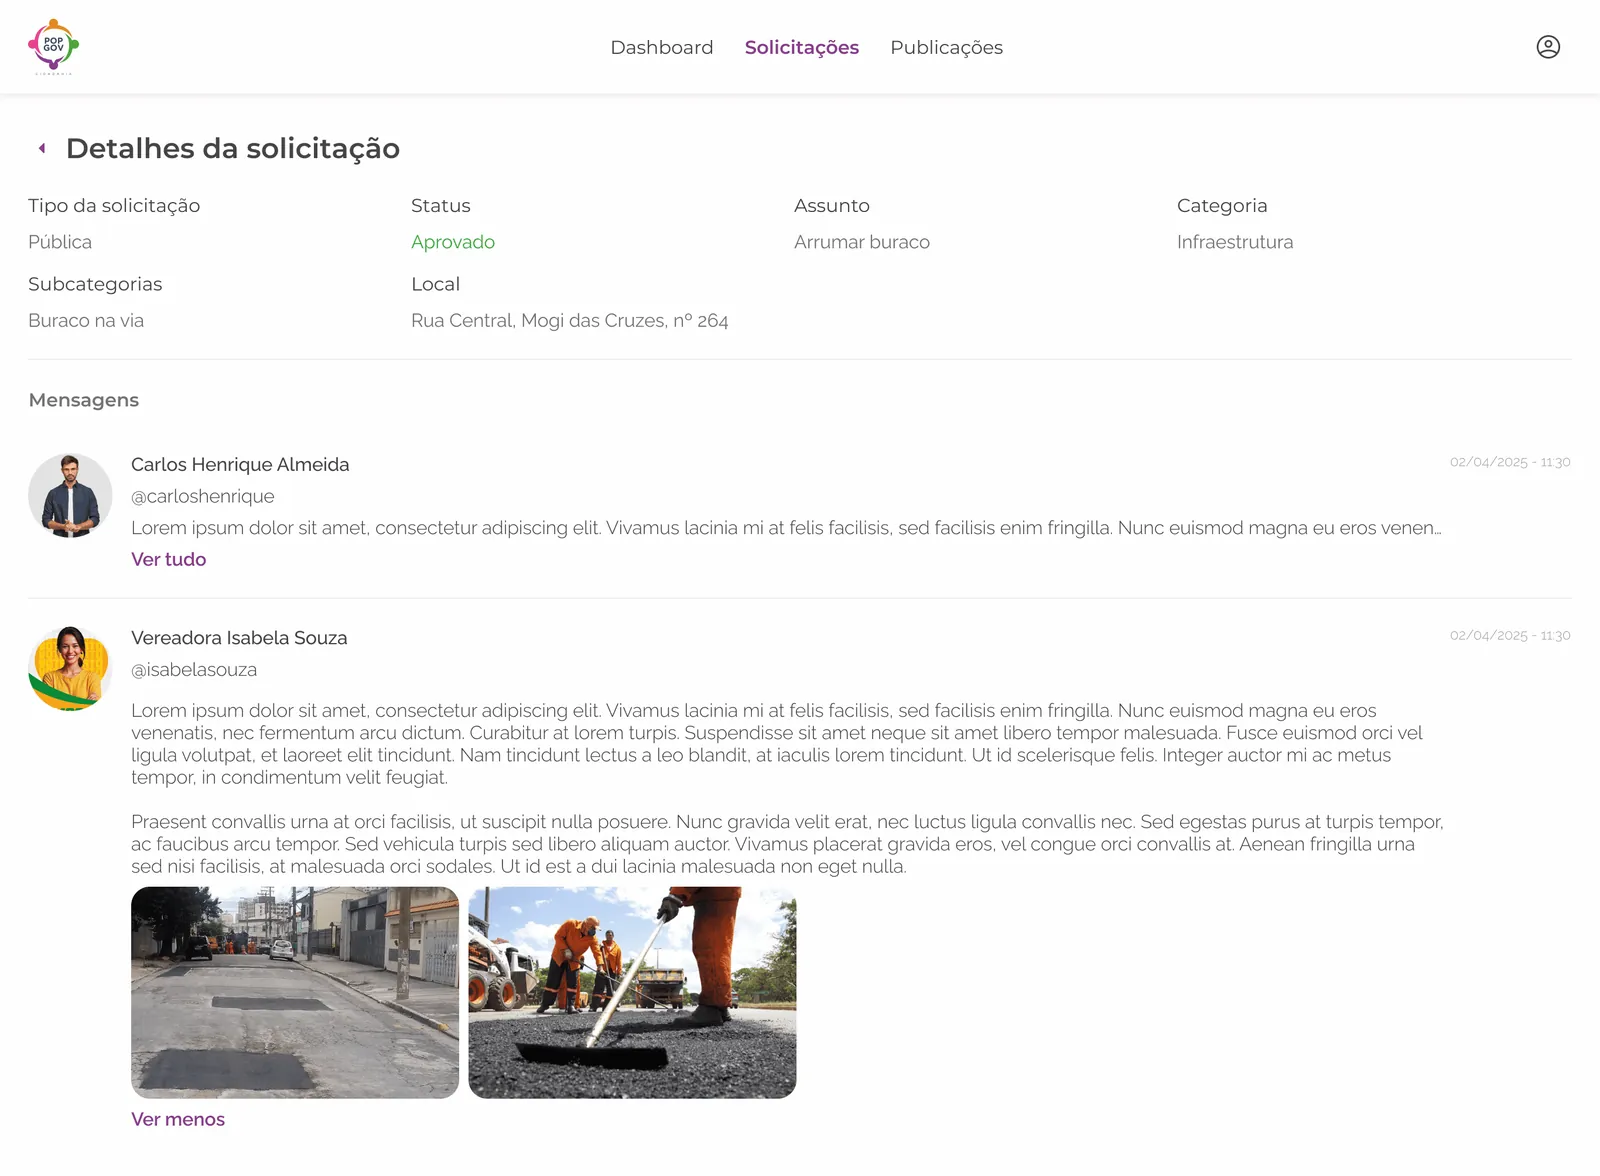 POP
GOV
Dashboard
Solicitações
Publicações
Detalhes da solicitação
Tipo da solicitação
Pública
Status
Aprovado
Assunto
Arrumar buraco
Categoria
Infraestrutura
Subcategorias
Buraco na via
Local
Rua Central, Mogi das Cruzes, nº 264
Mensagens
Carlos Henrique Almeida
02/04/2025 - 11:30
@carloshenrique
Lorem ipsum dolor sit amet, consectetur adipiscing elit. Vivamus lacinia mi at felis facilisis, sed facilisis enim fringilla. Nunc euismod magna eu eros venen...
Ver tudo
Vereadora Isabela Souza
02/04/2025 - 11:30
@isabelasouza
Lorem ipsum dolor sit amet, consectetur adipiscing elit. Vivamus lacinia mi at felis facilisis, sed facilisis enim fringilla. Nunc euismod magna eu eros
venenatis, nec fermentum arcu dictum. Curabitur at lorem turpis. Suspendisse sit amet neque sit amet libero tempor malesuada. Fusce euismod orci vel
ligula volutpat, et laoreet elit tincidunt. Nam tincidunt lectus a leo blandit, at iaculis lorem tincidunt. Ut id scelerisque felis. Integer auctor mi ac metus
tempor, in condimentum velit feugiat.
Praesent convallis urna at orci facilisis, ut suscipit nulla posuere. Nunc gravida velit erat, nec luctus ligula convallis nec. Sed egestas purus at turpis tempor,
ac faucibus arcu tempor. Sed vehicula turpis sed libero aliquam auctor. Vivamus placerat gravida eros, vel congue orci convallis at. Aenean fringilla urna
sed nisi facilisis, at malesuada orci sodales. Ut id est a dui lacinia malesuada non eget nulla.
Ver menos